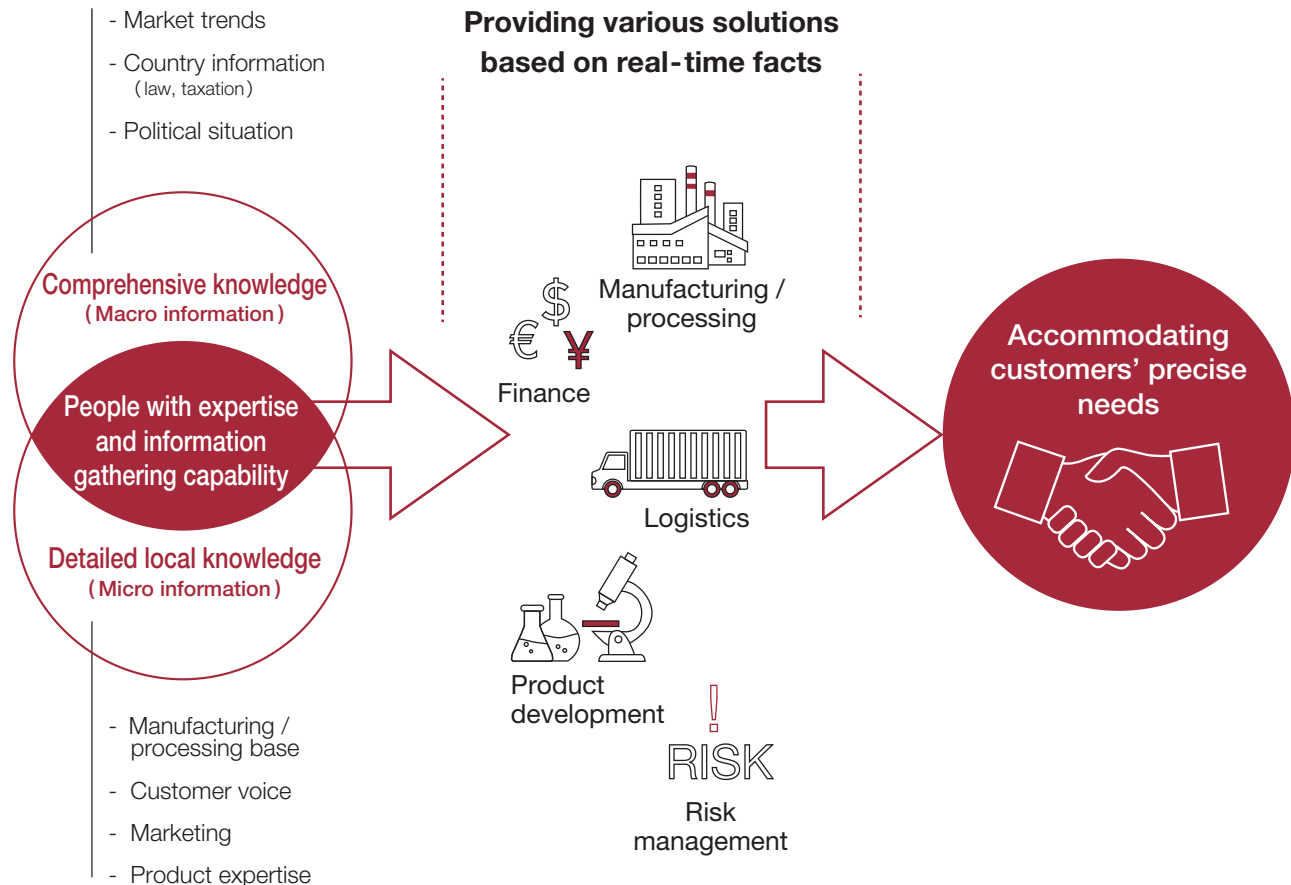 - Market trends
- Country information
(law, taxation)
- Political situation
Comprehensive knowledge
(Macro information)
People with expertise
and information
gathering capability
Detailed local knowledge
(Micro information)
- Manufacturing /
processing base
- Customer voice
- Marketing
- Product expertise
Providing various solutions
based on real-time facts
Manufacturing /
processing
$
€
¥
Finance
Logistics
Product
development
!
RISK
Risk
management
Accommodating
customers' precise
needs